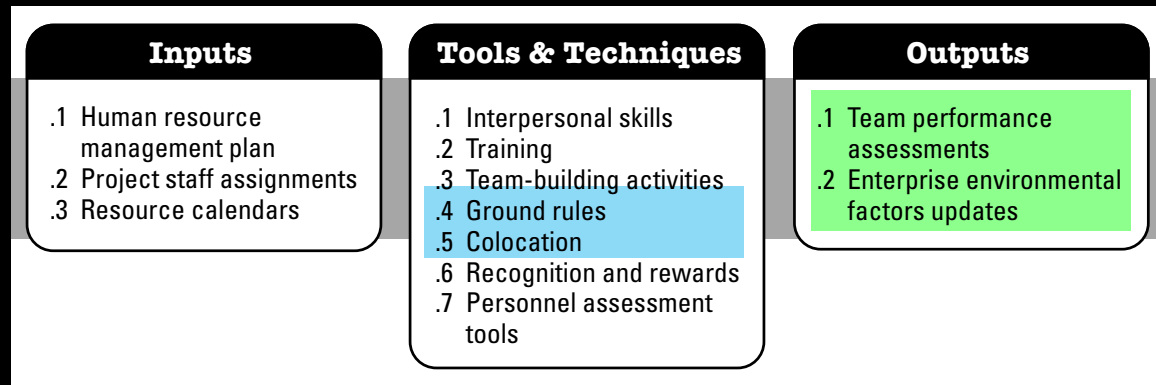 Inputs
.1 Human resource
management plan
.2 Project staff assignments
.3 Resource calendars
Tools & Techniques
.1 Interpersonal skills
.2 Training
.3 Team-building activities
.4 Ground rules
.5 Colocation
.6 Recognition and rewards
.7 Personnel assessment
tools
Outputs
.1 Team performance
assessments
.2 Enterprise environmental
factors updates